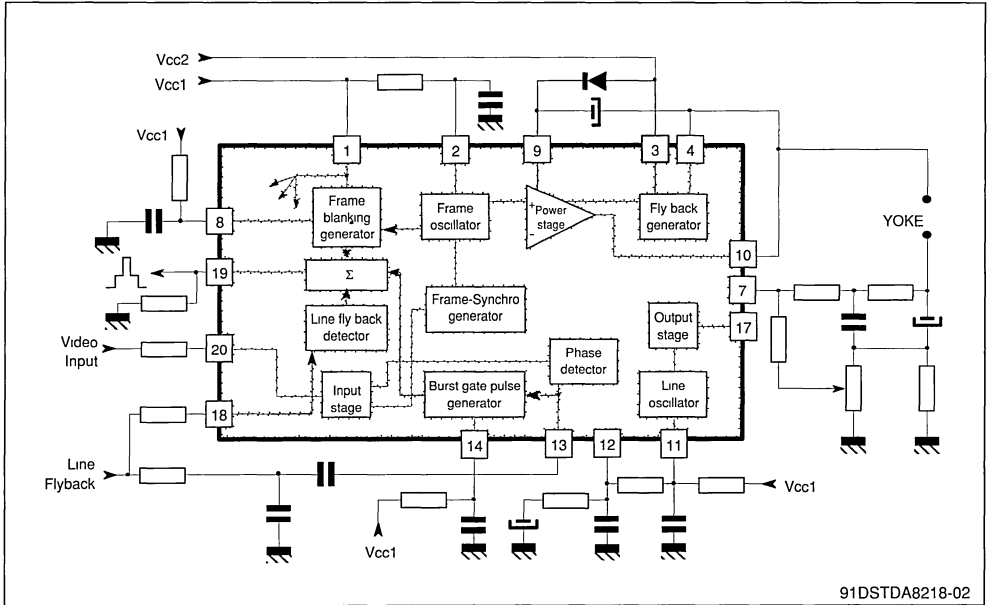 Vcc2
Vcc1
Vcc1
1
2
9
3
4
Frame
blanking
generator
Frame
oscillator
+
Power
stage
-
Fly back
generator
YOKE
8
10
19
Σ
7
Frame-Synchro
generator
Output
stage
17
Line fly back
detector
Video
Input
20
Phase
detector
Input
stage
Burst gate pulse
generator
Line
oscillator
18
14
13
12
11
Line
Flyback
Vcc1
Vcc1
91DSTDA8218-02